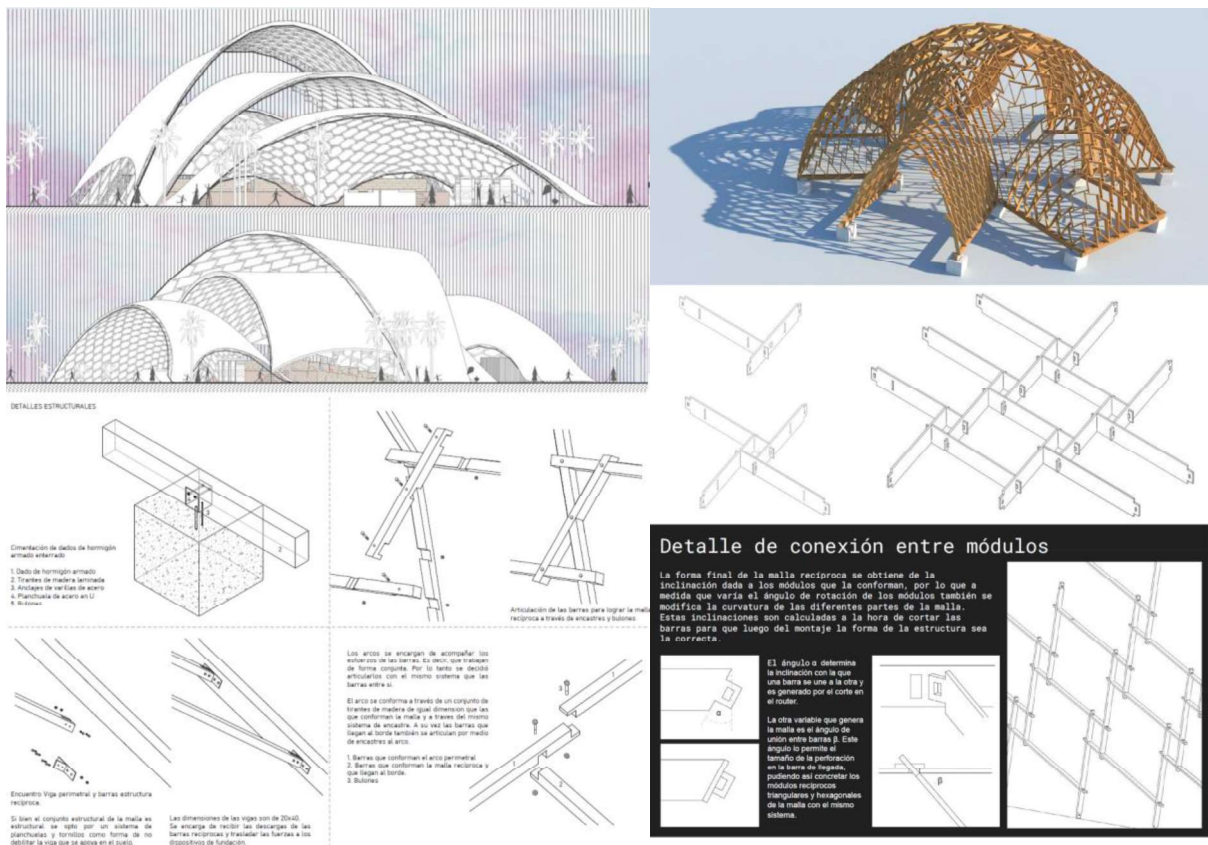 DETALLES ESTRUCTURALES
Cimentación de dados de hormigón
armado enterrado
1. Dado de hormigón armado
2. Tirantes de madera laminada
3. Andajes de varillas de acero
4. Planchuela de acero en U
5. Bulones
2
Articulación de las barras para lograr la malla
recíproca a través de encastres y bulones
Encuentro Viga perimetral y barras estructura
recíproca.
Si bien el conjunto estructural de la malla es
estructural se opto por un sistema de
planchuelas y tornillos como forma de no
debilitar la viga que se apoya en el suelo.
Las dimensiones de las vigas son de 20x40.
Se encarga de recibir las descargas de las
barras recíprocas y trasladar las fuerzas a los
dispositivos de fundación.
Los arcos se encargan de acompañar los
esfuerzos de las barras. Es decir, que trabajan
de forma conjunta. Por lo tanto se decidió
articularlos con el mismo sistema que las
barras entre si.
El arco se conforma a través de un conjunto de
tirantes de madera de igual dimension que las
que conforman la malla y a traves del mismo
sistema de encastre. A su vez las barras que
llegan al borde también se articulan por medio
de encastres al arco.
1. Barras que conforman el arco perimetral
2. Barras que conforman la malla recíproca y
que llegan al borde.
3. Bulones
3
1
1
2
Detalle de conexión entre módulos
La forma final de la malla recíproca se obtiene de la
inclinación dada a los módulos que la conforman, por lo que a
medida que varía el ángulo de rotación de los módulos también se
modifica la curvatura de las diferentes partes de la malla.
Estas inclinaciones son calculadas a la hora de cortar las
barras para que luego del montaje la forma de la estructura sea
la correcta.
α
El ángulo α determina
la inclinación con la que
una barra se une a la otra y
es generado por el corte en
el router.
La otra variable que genera
la malla es el ángulo de
unión entre barras β. Este
ángulo lo permite el
tamaño de la perforación
en la barra de llegada,
pudiendo así concretar los
módulos recíprocos
triangulares y hexagonales
de la malla con el mismo
sistema.
β